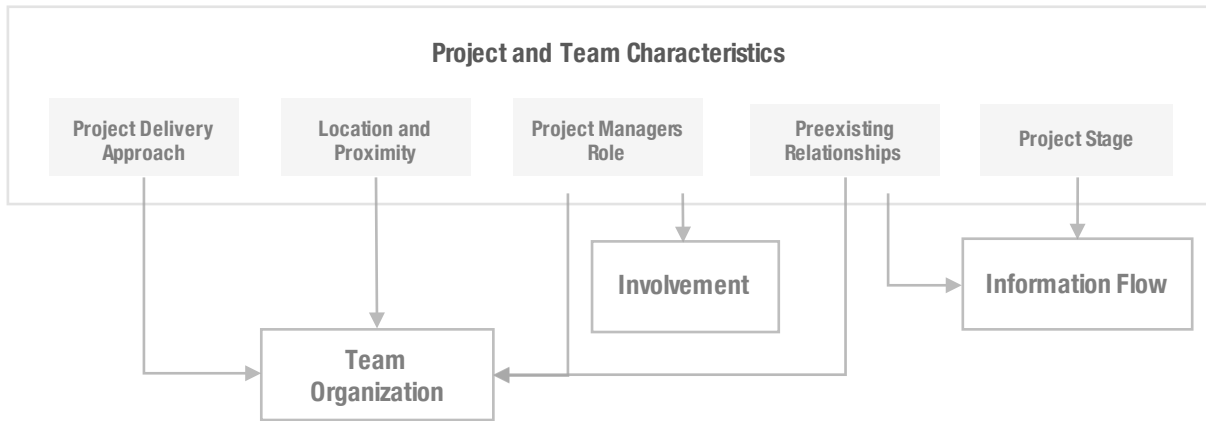 Project and Team Characteristics
Project Delivery
Approach
Location and
Proximity
Project Managers
Role
Preexisting
Relationships
Project Stage
Involvement
Information Flow
Team
Organization